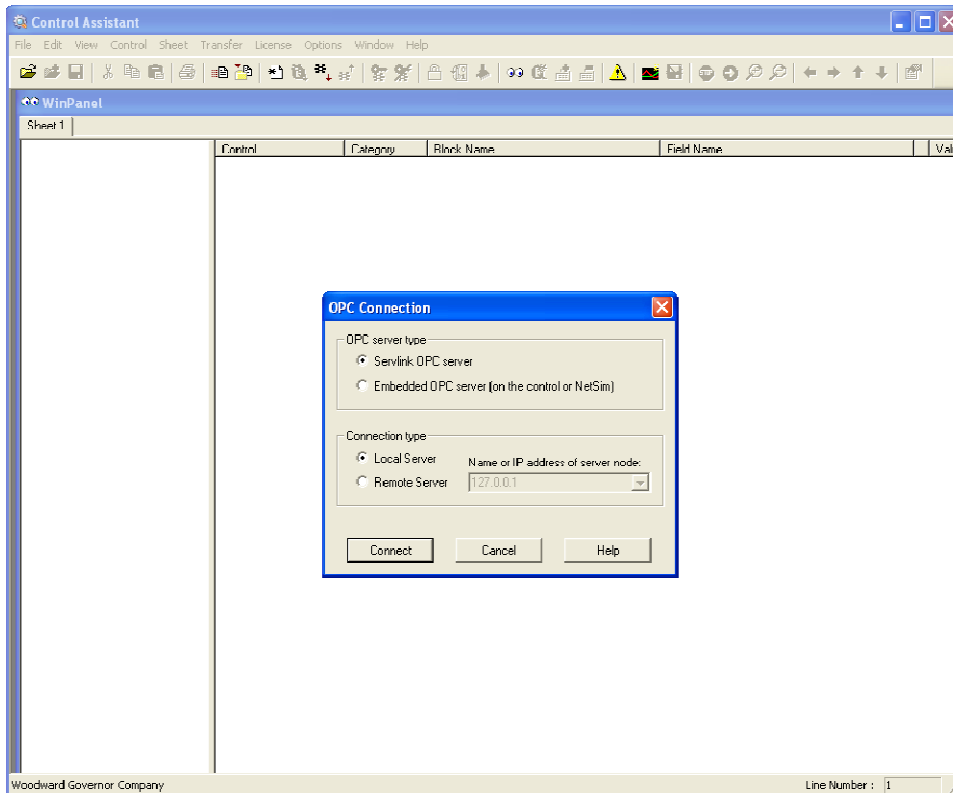 Control Assistant
File Edit View Control Sheet Transfer License Options Window Help
WinPanel
Sheet 1
Control Category Block Name Field Name
OPC Connection
OPC server type
Servlink OPC server
Embedded OPC server (on the control or NetSim)
Connection type
Local Server Name or IP address of server node:
Remote Server 127.0.0.1
Connect Cancel Help
Woodward Governor Company Line Number : 1